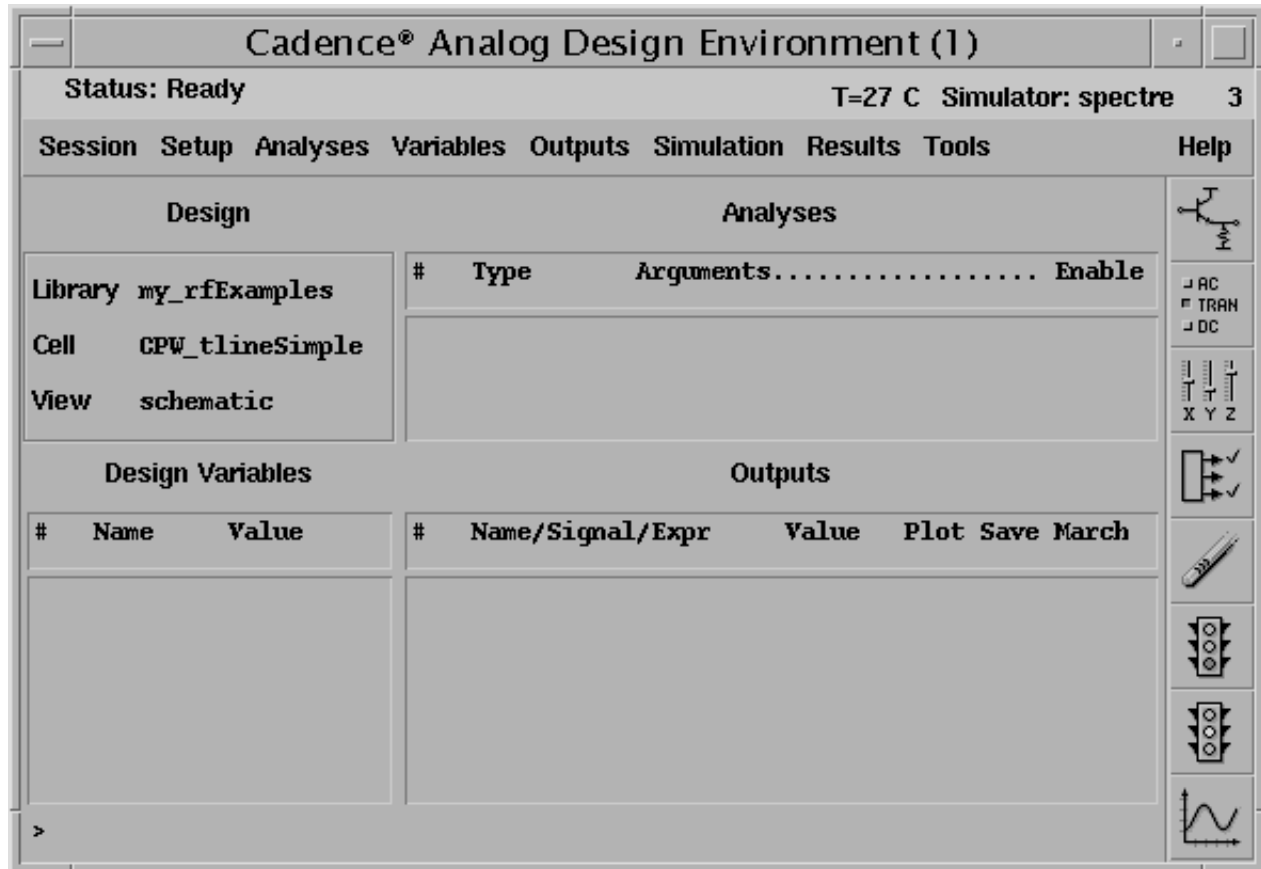 Cadence® Analog Design Environment (1)
Status: Ready T=27 C Simulator: spectre 3
Session Setup Analyses Variables Outputs Simulation Results Tools Help
Design
Library my_rfExamples
Cell CPW_tlineSimple
View schematic
Analyses
# Type Arguments................... Enable
Design Variables
# Name Value
Outputs
# Name/Signal/Expr Value Plot Save March
>
AC
TRAN
DC
X Y Z